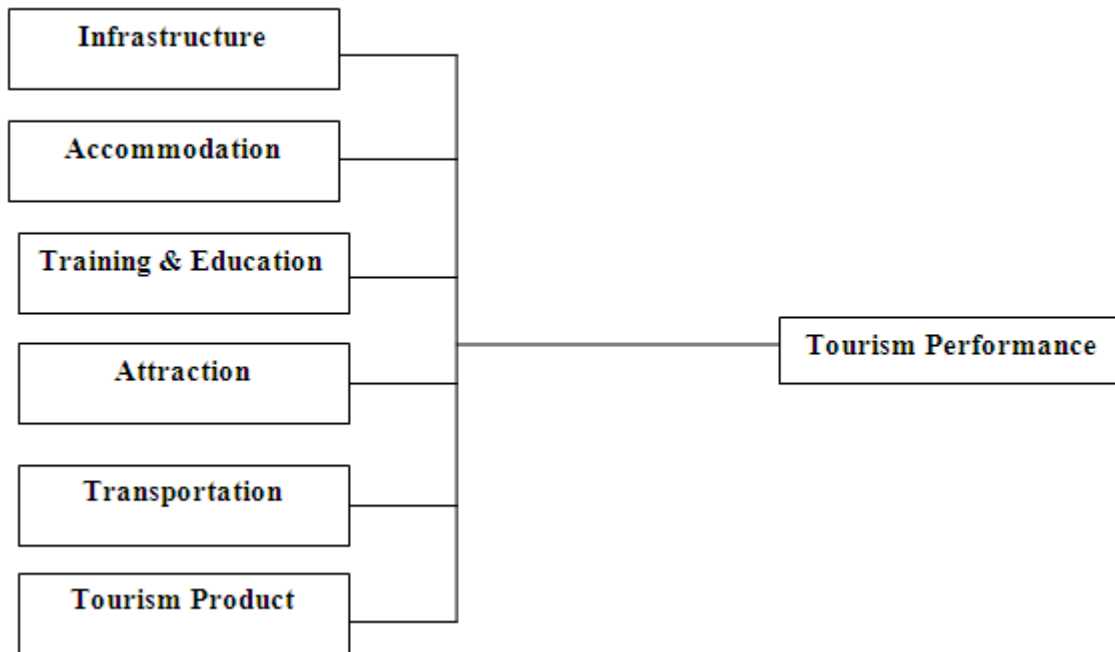 Infrastructure
Accommodation
Training & Education
Attraction
Transportation
Tourism Product
Tourism Performance